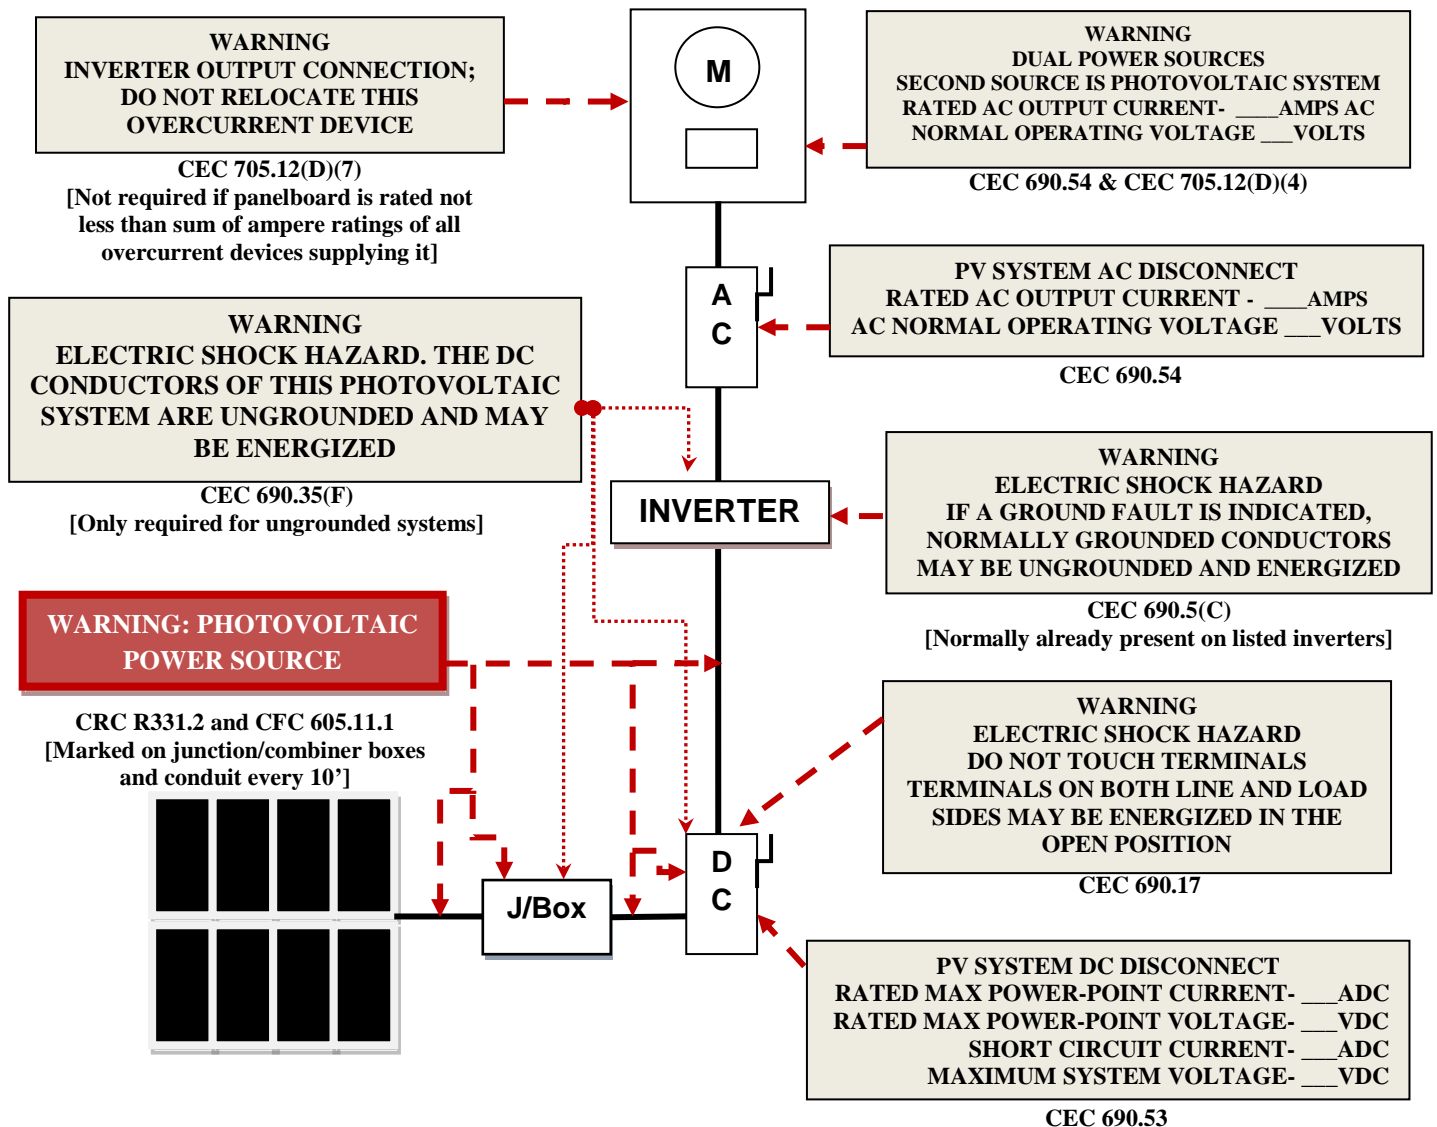 WARNING
INVERTER OUTPUT CONNECTION;
DO NOT RELOCATE THIS
OVERCURRENT DEVICE
CEC 705.12(D)(7)
[Not required if panelboard is rated not
less than sum of ampere ratings of all
overcurrent devices supplying it]
M
WARNING
DUAL POWER SOURCES
SECOND SOURCE IS PHOTOVOLTAIC SYSTEM
RATED AC OUTPUT CURRENT- ____AMPS AC
NORMAL OPERATING VOLTAGE ___VOLTS
CEC 690.54 & CEC 705.12(D)(4)
A
C
PV SYSTEM AC DISCONNECT
RATED AC OUTPUT CURRENT - ____AMPS
AC NORMAL OPERATING VOLTAGE ___VOLTS
CEC 690.54
WARNING
ELECTRIC SHOCK HAZARD. THE DC
CONDUCTORS OF THIS PHOTOVOLTAIC
SYSTEM ARE UNGROUNDED AND MAY
BE ENERGIZED
CEC 690.35(F)
[Only required for ungrounded systems]
INVERTER
WARNING
ELECTRIC SHOCK HAZARD
IF A GROUND FAULT IS INDICATED,
NORMALLY GROUNDED CONDUCTORS
MAY BE UNGROUNDED AND ENERGIZED
CEC 690.5(C)
[Normally already present on listed inverters]
WARNING: PHOTOVOLTAIC
POWER SOURCE
CRC R331.2 and CFC 605.11.1
[Marked on junction/combiner boxes
and conduit every 10’]
WARNING
ELECTRIC SHOCK HAZARD
DO NOT TOUCH TERMINALS
TERMINALS ON BOTH LINE AND LOAD
SIDES MAY BE ENERGIZED IN THE
OPEN POSITION
CEC 690.17
J/Box
D
C
PV SYSTEM DC DISCONNECT
RATED MAX POWER-POINT CURRENT- ___ADC
RATED MAX POWER-POINT VOLTAGE- ___VDC
SHORT CIRCUIT CURRENT- ___ADC
MAXIMUM SYSTEM VOLTAGE- ___VDC
CEC 690.53